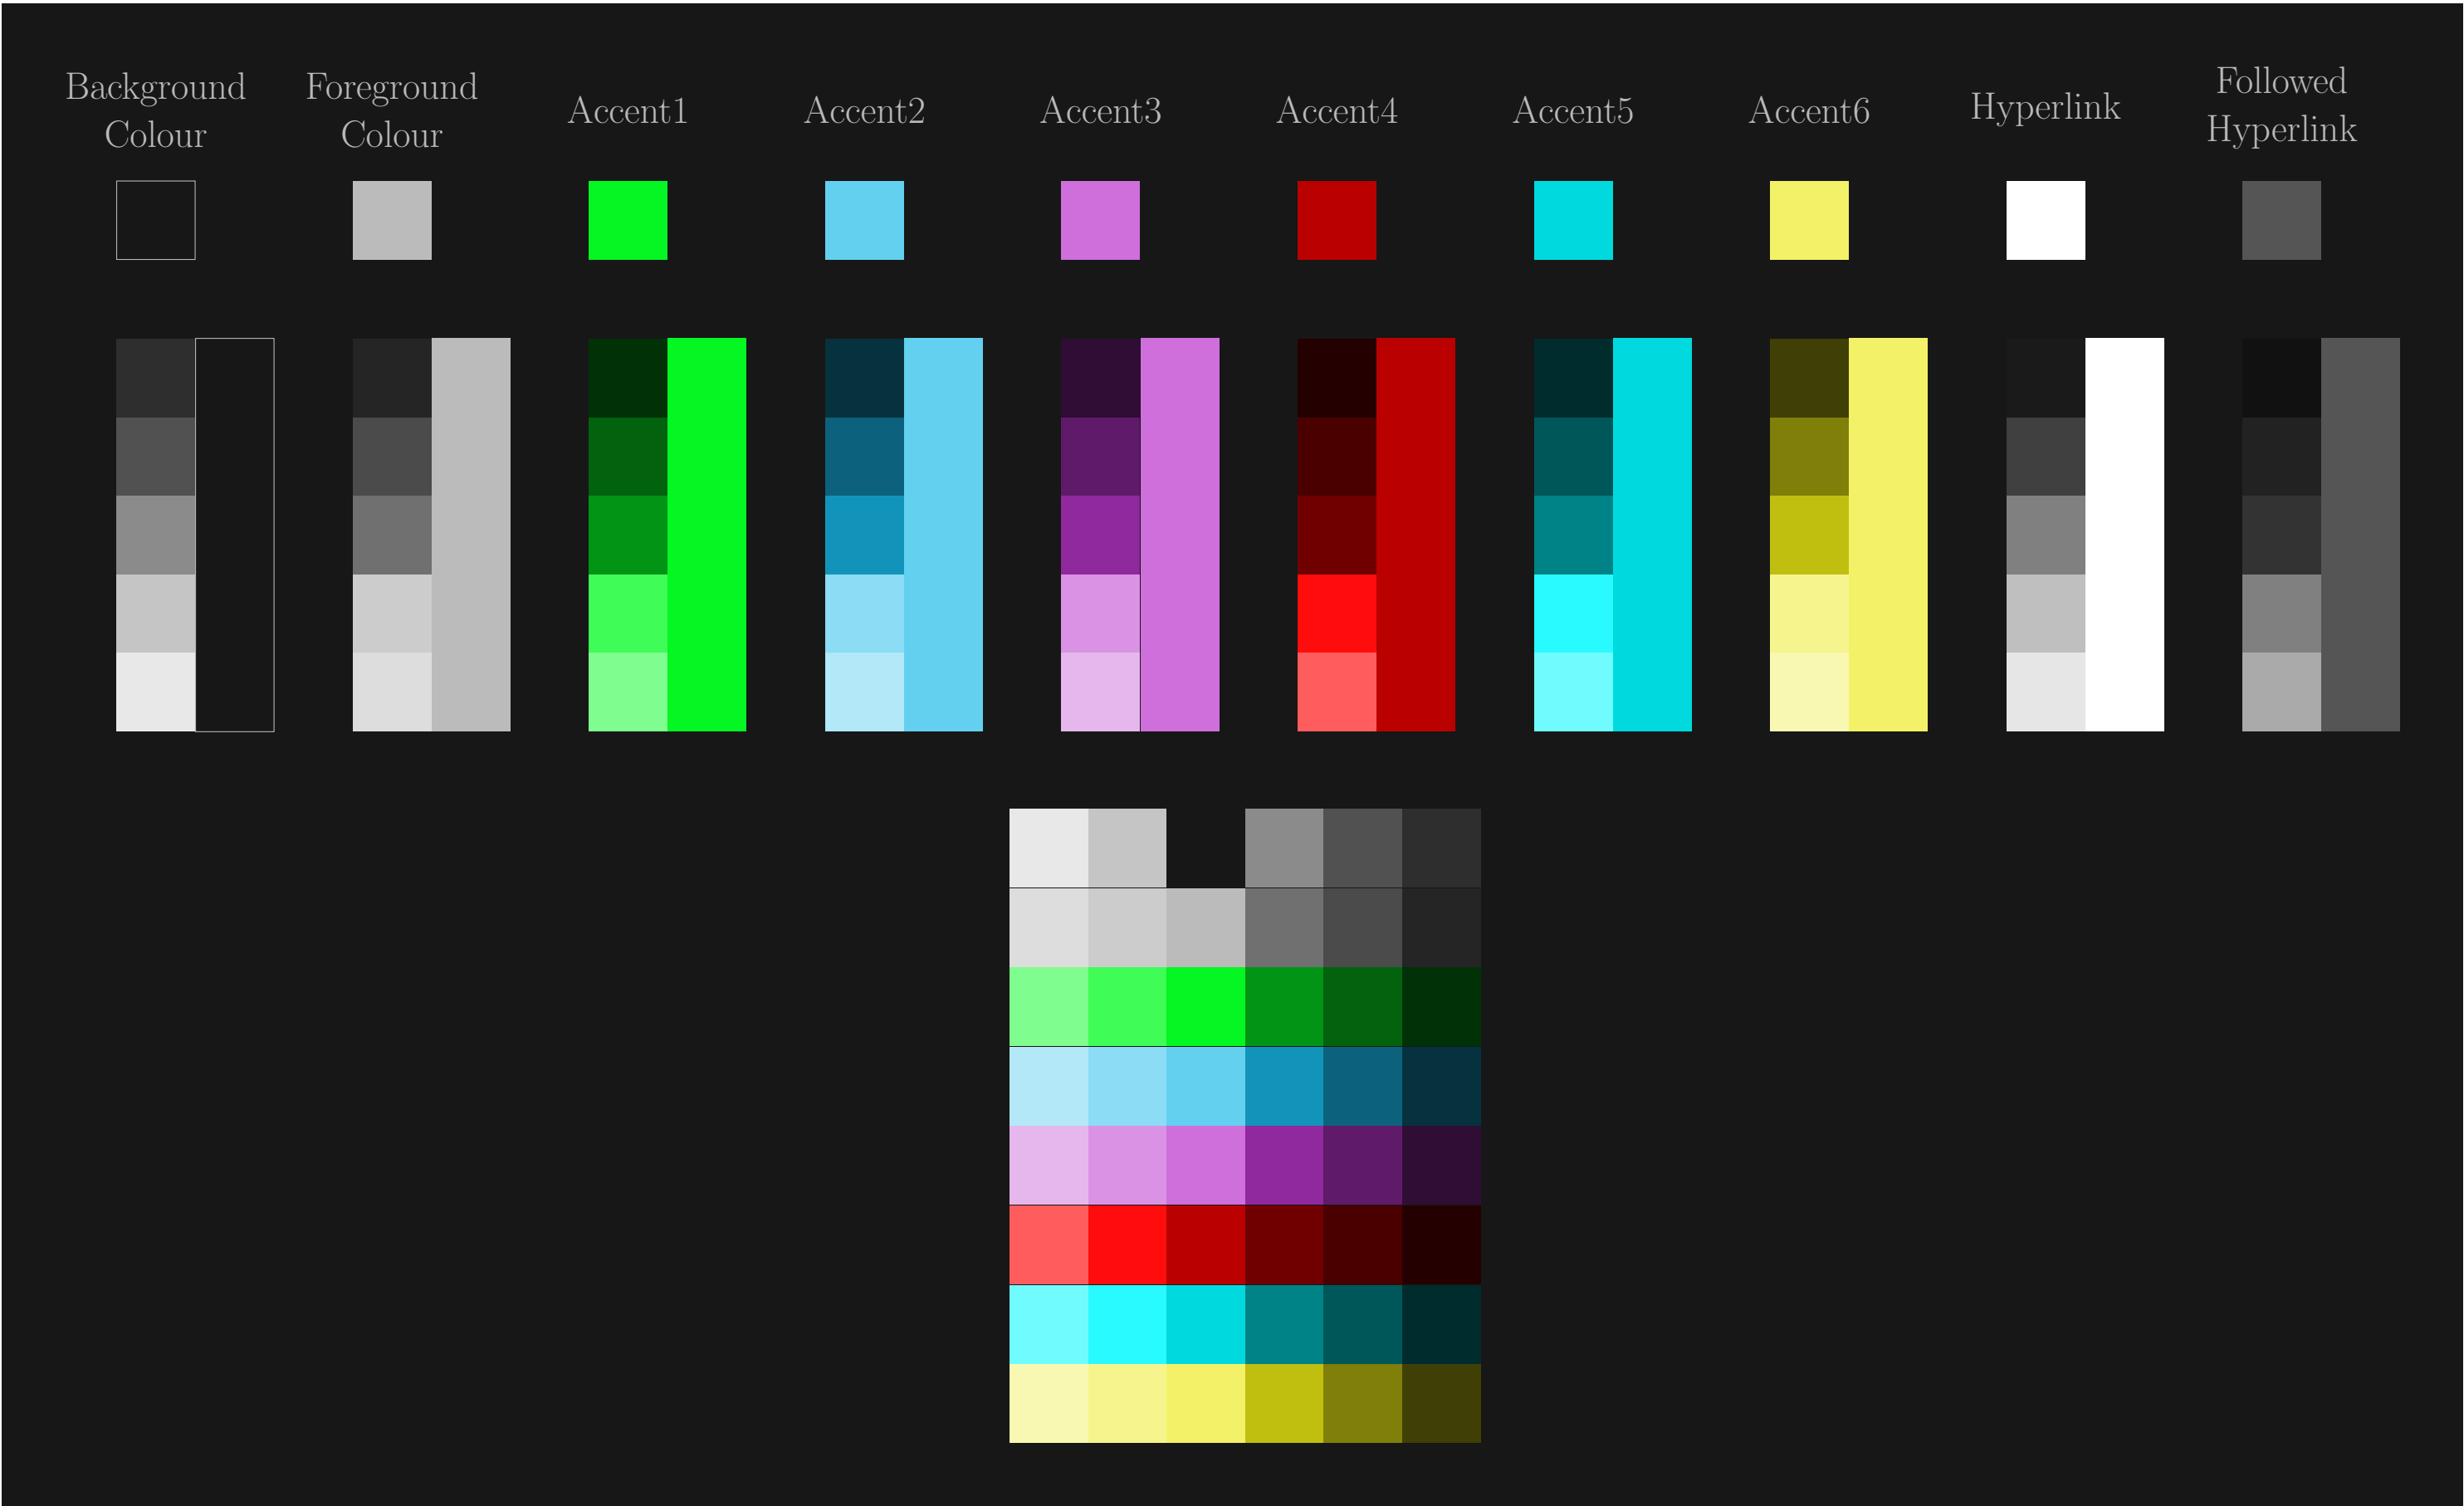 Background
Colour
Foreground
Colour
Accent1
Accent2
Accent3
Accent4
Accent5
Accent6
Hyperlink
Followed
Hyperlink